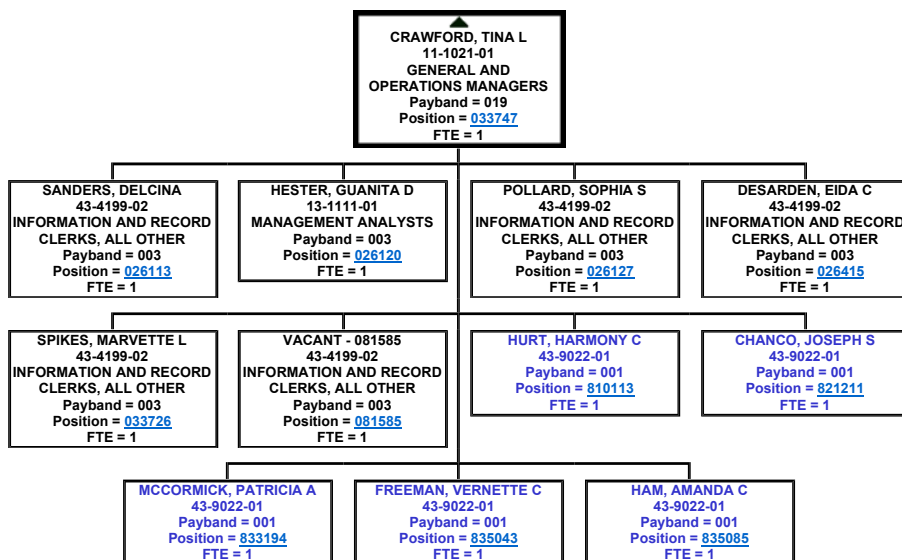 CRAWFORD, TINA L
11-1021-01
GENERAL AND
OPERATIONS MANAGERS
Payband = 019
Position = 033747
FTE = 1
SANDERS, DELCINA
43-4199-02
INFORMATION AND RECORD
CLERKS, ALL OTHER
Payband = 003
Position = 026113
FTE = 1
HESTER, GUANITA D
13-1111-01
MANAGEMENT ANALYSTS
Payband = 003
Position = 026120
FTE = 1
POLLARD, SOPHIA S
43-4199-02
INFORMATION AND RECORD
CLERKS, ALL OTHER
Payband = 003
Position = 026127
FTE = 1
DESARDEN, EIDA C
43-4199-02
INFORMATION AND RECORD
CLERKS, ALL OTHER
Payband = 003
Position = 026415
FTE = 1
SPIKES, MARVETTE L
43-4199-02
INFORMATION AND RECORD
CLERKS, ALL OTHER
Payband = 003
Position = 033726
FTE = 1
VACANT - 081585
43-4199-02
INFORMATION AND RECORD
CLERKS, ALL OTHER
Payband = 003
Position = 081585
FTE = 1
HURT, HARMONY C
43-9022-01
Payband = 001
Position = 810113
FTE = 1
CHANCO, JOSEPH S
43-9022-01
Payband = 001
Position = 821211
FTE = 1
MCCORMICK, PATRICIA A
43-9022-01
Payband = 001
Position = 833194
FTE = 1
FREEMAN, VERNETTE C
43-9022-01
Payband = 001
Position = 835043
FTE = 1
HAM, AMANDA C
43-9022-01
Payband = 001
Position = 835085
FTE = 1